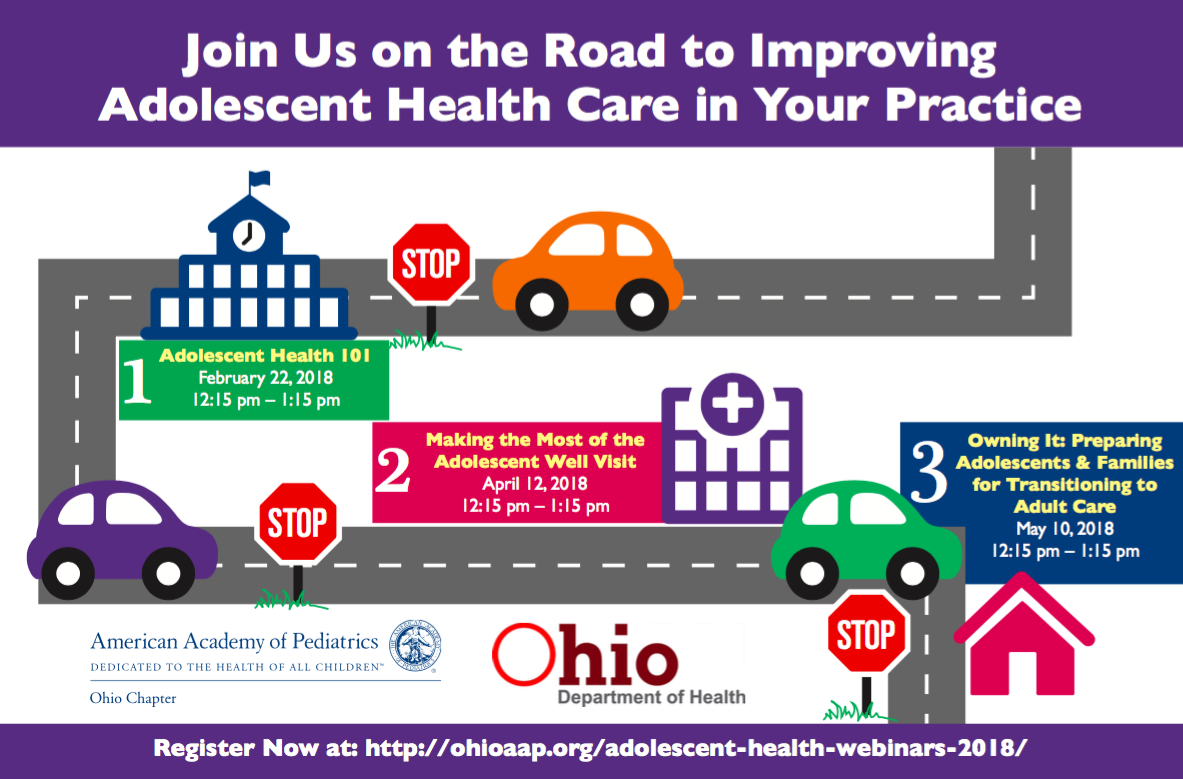 Join Us on the Road to Improving
Adolescent Health Care in Your Practice
STOP
1
Adolescent Health 101
February 22, 2018
12:15 pm – 1:15 pm
2
Making the Most of the
Adolescent Well Visit
April 12, 2018
12:15 pm – 1:15 pm
3
Owning It: Preparing
Adolescents & Families
for Transitioning to
Adult Care
May 10, 2018
12:15 pm – 1:15 pm
STOP
STOP
American Academy of Pediatrics
DEDICATED TO THE HEALTH OF ALL CHILDREN™
Ohio Chapter
Ohio
Department of Health
Register Now at: http://ohioaap.org/adolescent-health-webinars-2018/